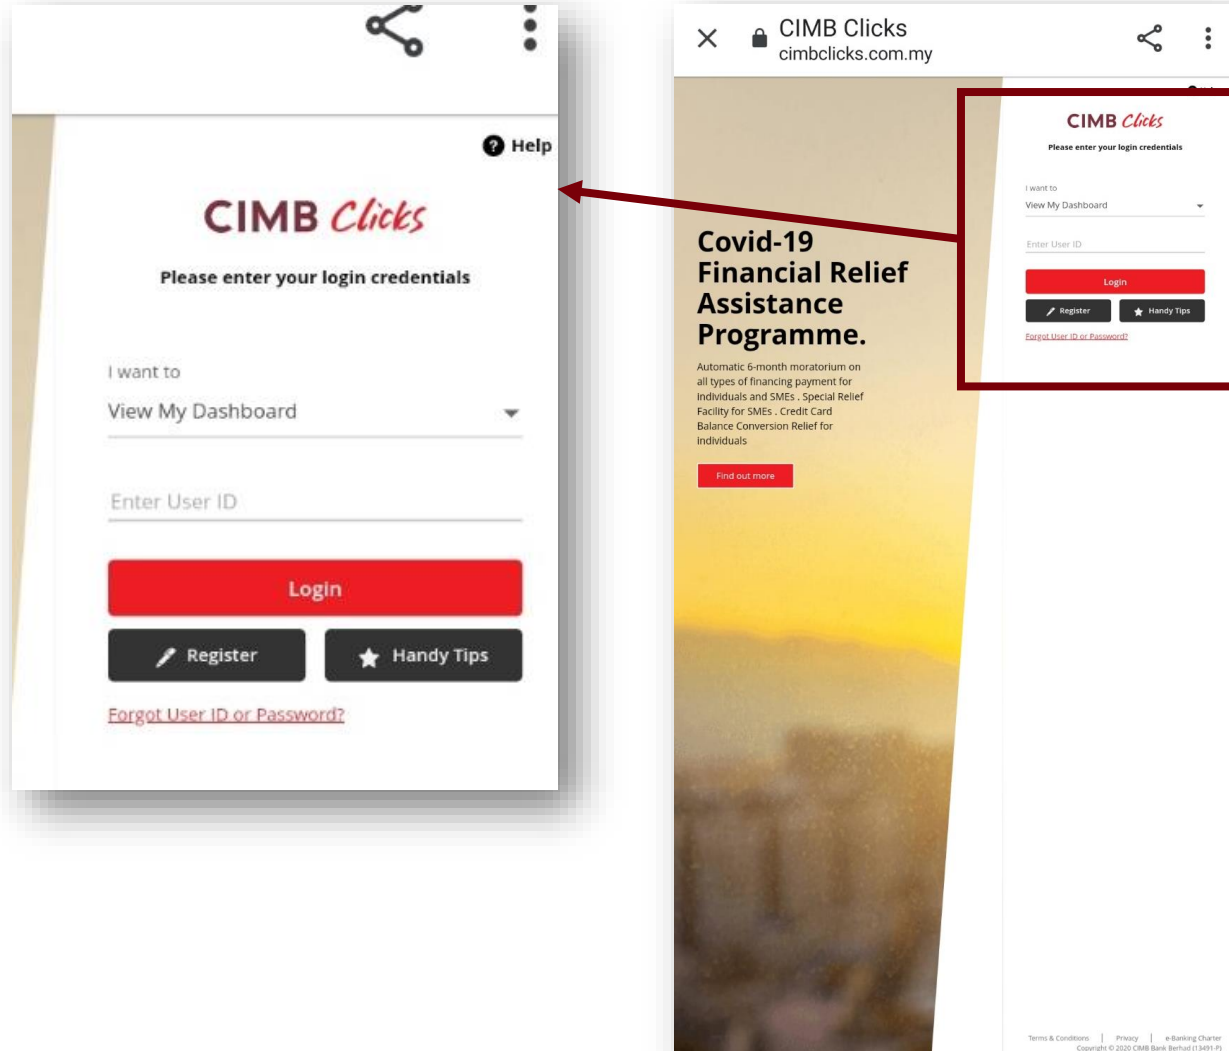 Help
CIMB Clicks
Please enter your login credentials
I want to
View My Dashboard
Enter User ID
Login
Register
Handy Tips
Forgot User ID or Password?
CIMB Clicks
cimbclicks.com.my
CIMB Clicks
Please enter your login credentials
I want to
View My Dashboard
Enter User ID
Login
Register
Handy Tips
Forgot User ID or Password?
Covid-19
Financial Relief
Assistance
Programme.
Automatic 6-month moratorium on
all types of financing payment for
individuals and SMEs . Special Relief
Facility for SMEs . Credit Card
Balance Conversion Relief for
individuals
Find out more
Terms & Conditions | Privacy | e-Banking Charter
Copyright © 2020 CIMB Bank Berhad (13491-P)